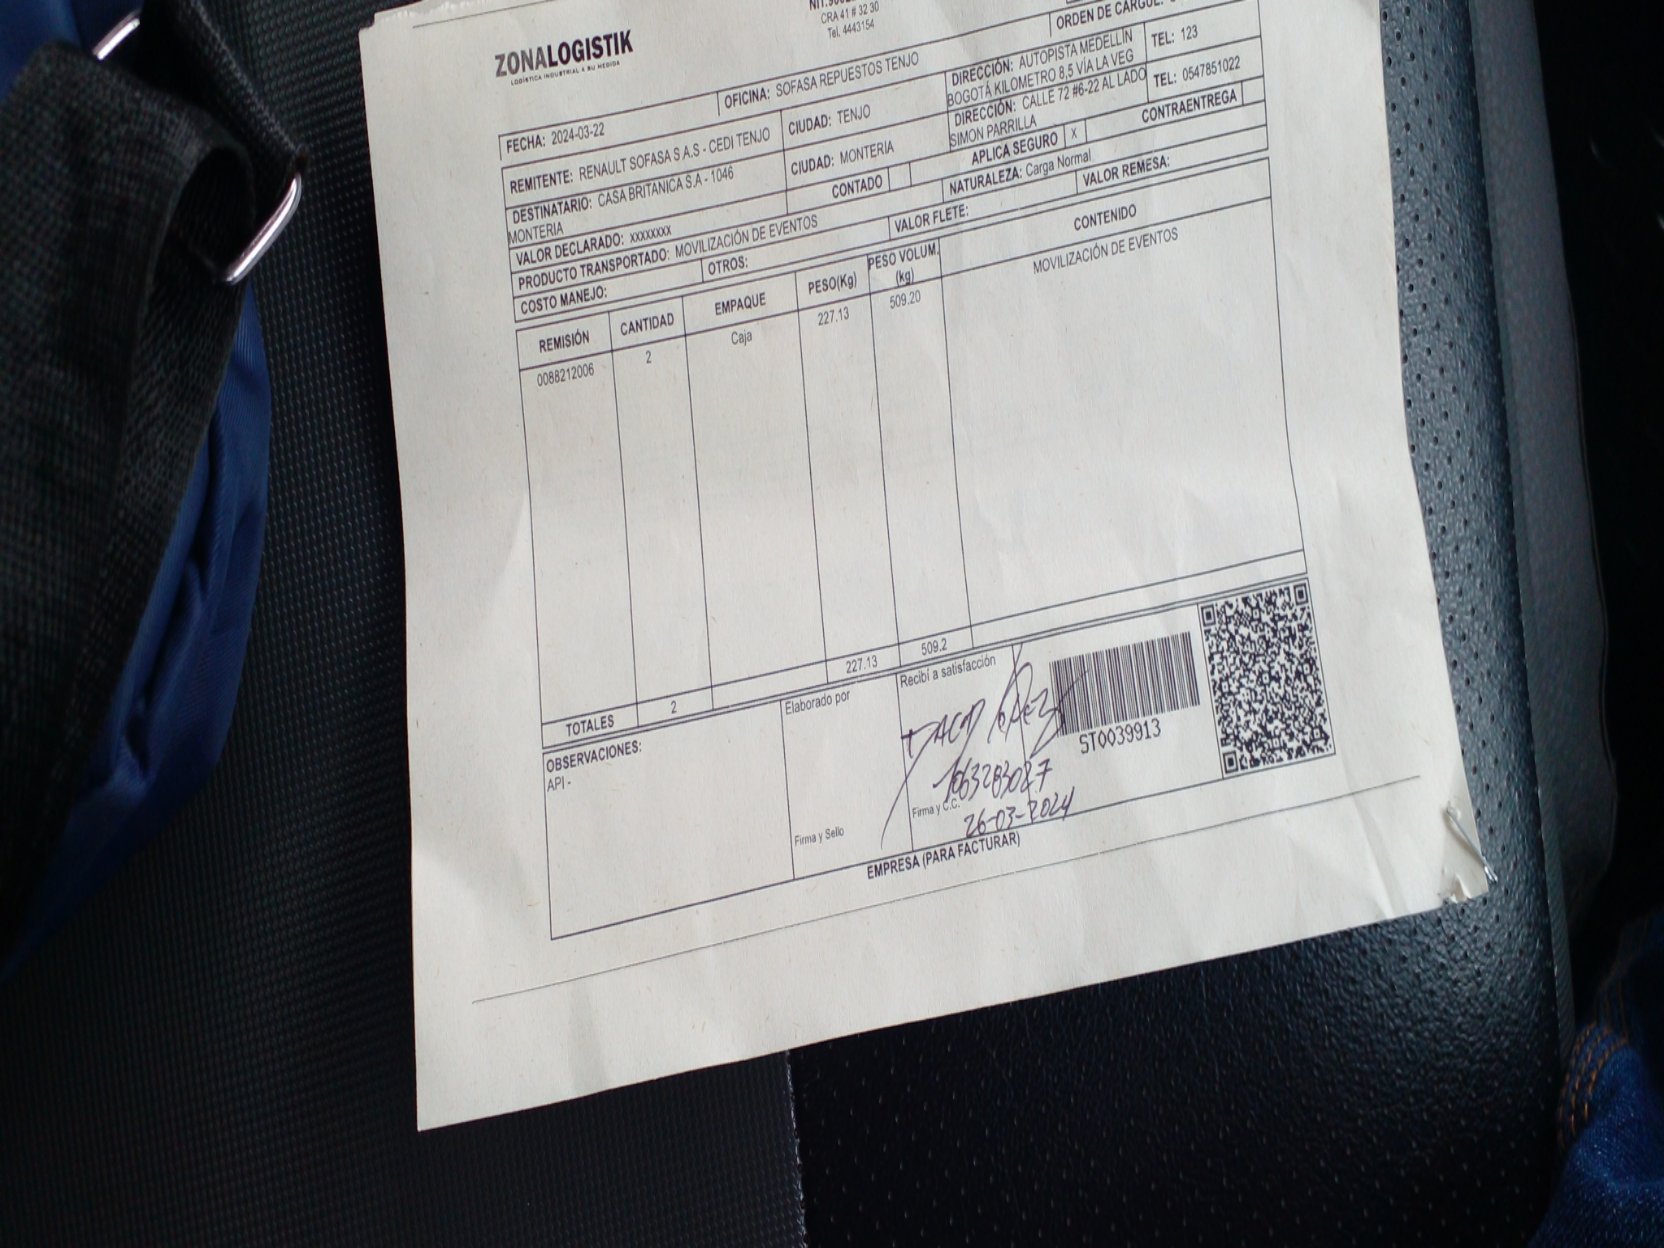 ZONALOGISTIK
LOGÍSTICA INDUSTRIAL A SU MEDIDA
CRA 41 # 32 30
Tel. 4443154
ORDEN DE CARGUE:
FECHA: 2024-03-22
OFICINA: SOFASA REPUESTOS TENJO
REMITENTE: RENAULT SOFASA S A.S - CEDI TENJO
CIUDAD: TENJO
DIRECCIÓN: AUTOPISTA MEDELLÍN
BOGOTÁ KILOMETRO 8,5 VÍA LA VEG
TEL: 123
DESTINATARIO: CASA BRITANICA S.A - 1046
MONTERIA
CIUDAD: MONTERIA
DIRECCIÓN: CALLE 72 #6-22 AL LADO
SIMON PARRILLA
TEL: 0547851022
VALOR DECLARADO: xxxxxxxx
CONTADO
APLICA SEGURO X
CONTRAENTREGA
PRODUCTO TRANSPORTADO: MOVILIZACIÓN DE EVENTOS
NATURALEZA: Carga Normal
COSTO MANEJO:
OTROS:
VALOR FLETE:
VALOR REMESA:
REMISIÓN CANTIDAD EMPAQUE PESO(Kg) PESO VOLUM. (kg) CONTENIDO
0088212006 2 Caja 227.13 509.20 MOVILIZACIÓN DE EVENTOS
TOTALES 2 227.13 509.2
OBSERVACIONES:
API -
Elaborado por
Firma y Sello
Recibí a satisfacción
26-03-2024
Firma y C.C.
ST0039913
EMPRESA (PARA FACTURAR)